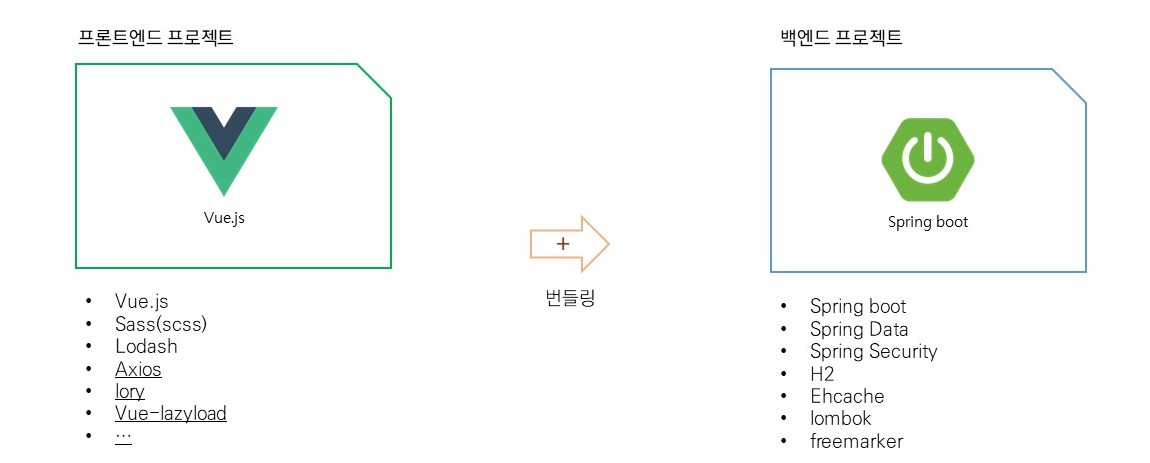 프론트엔드 프로젝트
Vue.js
• Vue.js
• Sass(scss)
• Lodash
• Axios
• lory
• Vue-lazyload
• ...
+
번들링
백엔드 프로젝트
Spring boot
• Spring boot
• Spring Data
• Spring Security
• H2
• Ehcache
• lombok
• freemarker